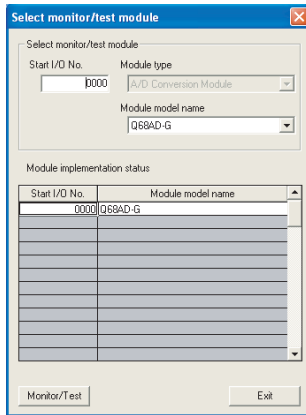 Select monitor/test module
Select monitor/test module
Start I/O No. Module type
0000 A/D Conversion Module
Module model name
Q68AD-G
Module implementation status
Start I/O No. Module model name
0000 Q68AD-G
Monitor/Test Exit